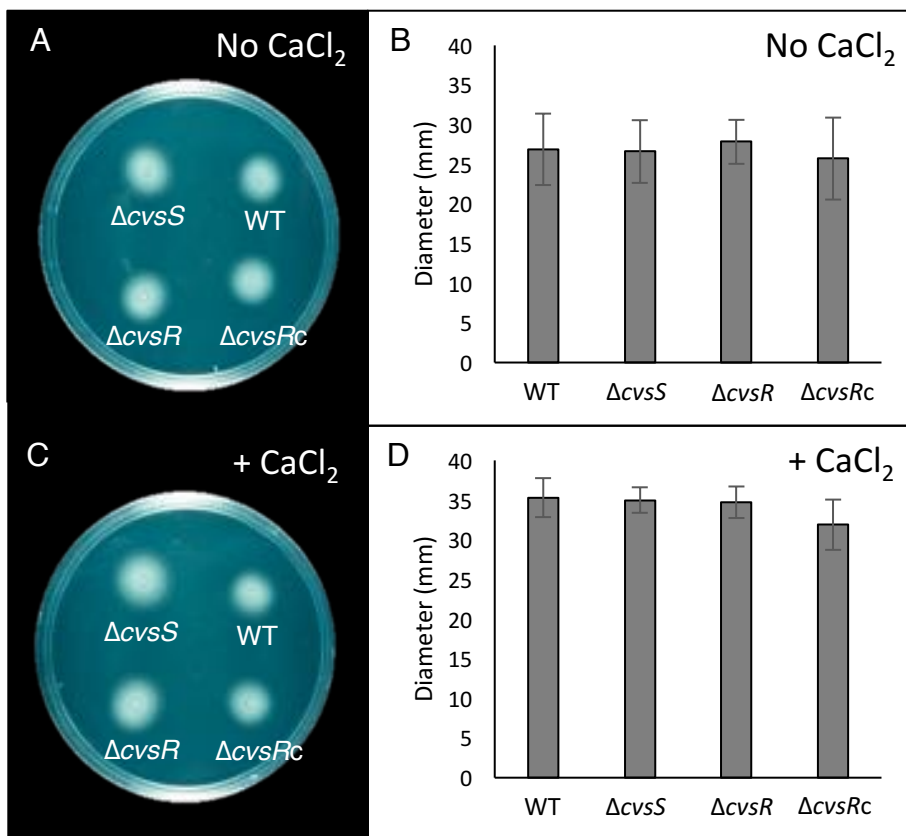 A
No CaCl₂
ΔcvsS
WT
ΔcvsR
ΔcvsRc
B
No CaCl₂
Diameter (mm)
40
35
30
25
20
15
10
5
0
WT
ΔcvsS
ΔcvsR
ΔcvsRc
C
+ CaCl₂
ΔcvsS
WT
ΔcvsR
ΔcvsRc
D
+ CaCl₂
Diameter (mm)
40
35
30
25
20
15
10
5
0
WT
ΔcvsS
ΔcvsR
ΔcvsRc